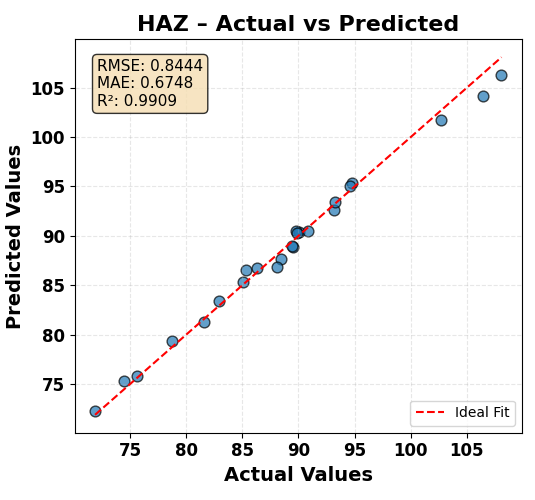 HAZ – Actual vs Predicted
RMSE: 0.8444
MAE: 0.6748
R²: 0.9909
105
100
95
90
85
80
75
Predicted Values
75 80 85 90 95 100 105
Actual Values
Ideal Fit